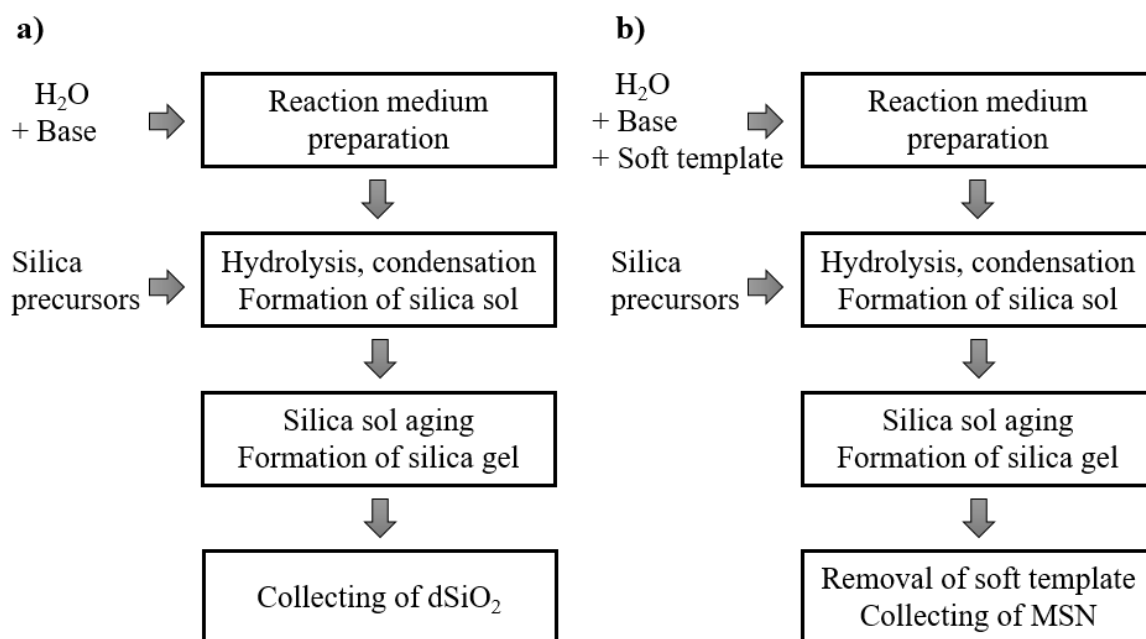 a)
H₂O
+ Base
Reaction medium
preparation
Silica
precursors
Hydrolysis, condensation
Formation of silica sol
Silica sol aging
Formation of silica gel
Collecting of dSiO₂
b)
H₂O
+ Base
+ Soft template
Reaction medium
preparation
Silica
precursors
Hydrolysis, condensation
Formation of silica sol
Silica sol aging
Formation of silica gel
Removal of soft template
Collecting of MSN